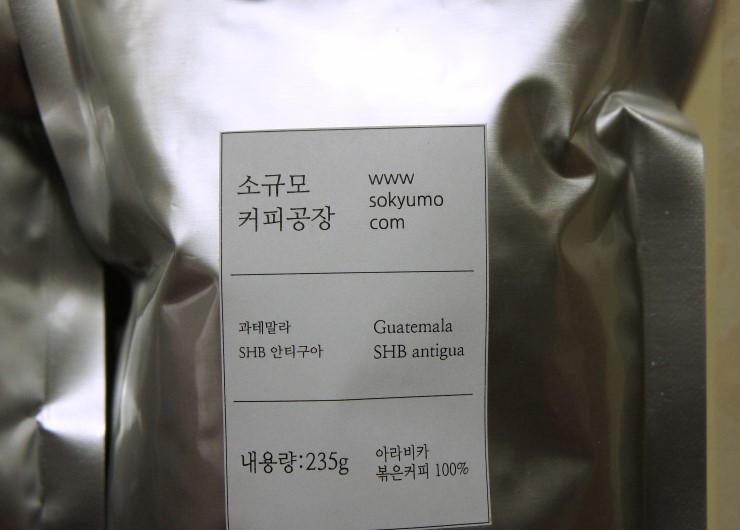 소규모
커피공장
www
sokyumo
com
과테말라
SHB 안티구아
Guatemala
SHB antigua
내용량:235g
아라비카
볶은커피 100%